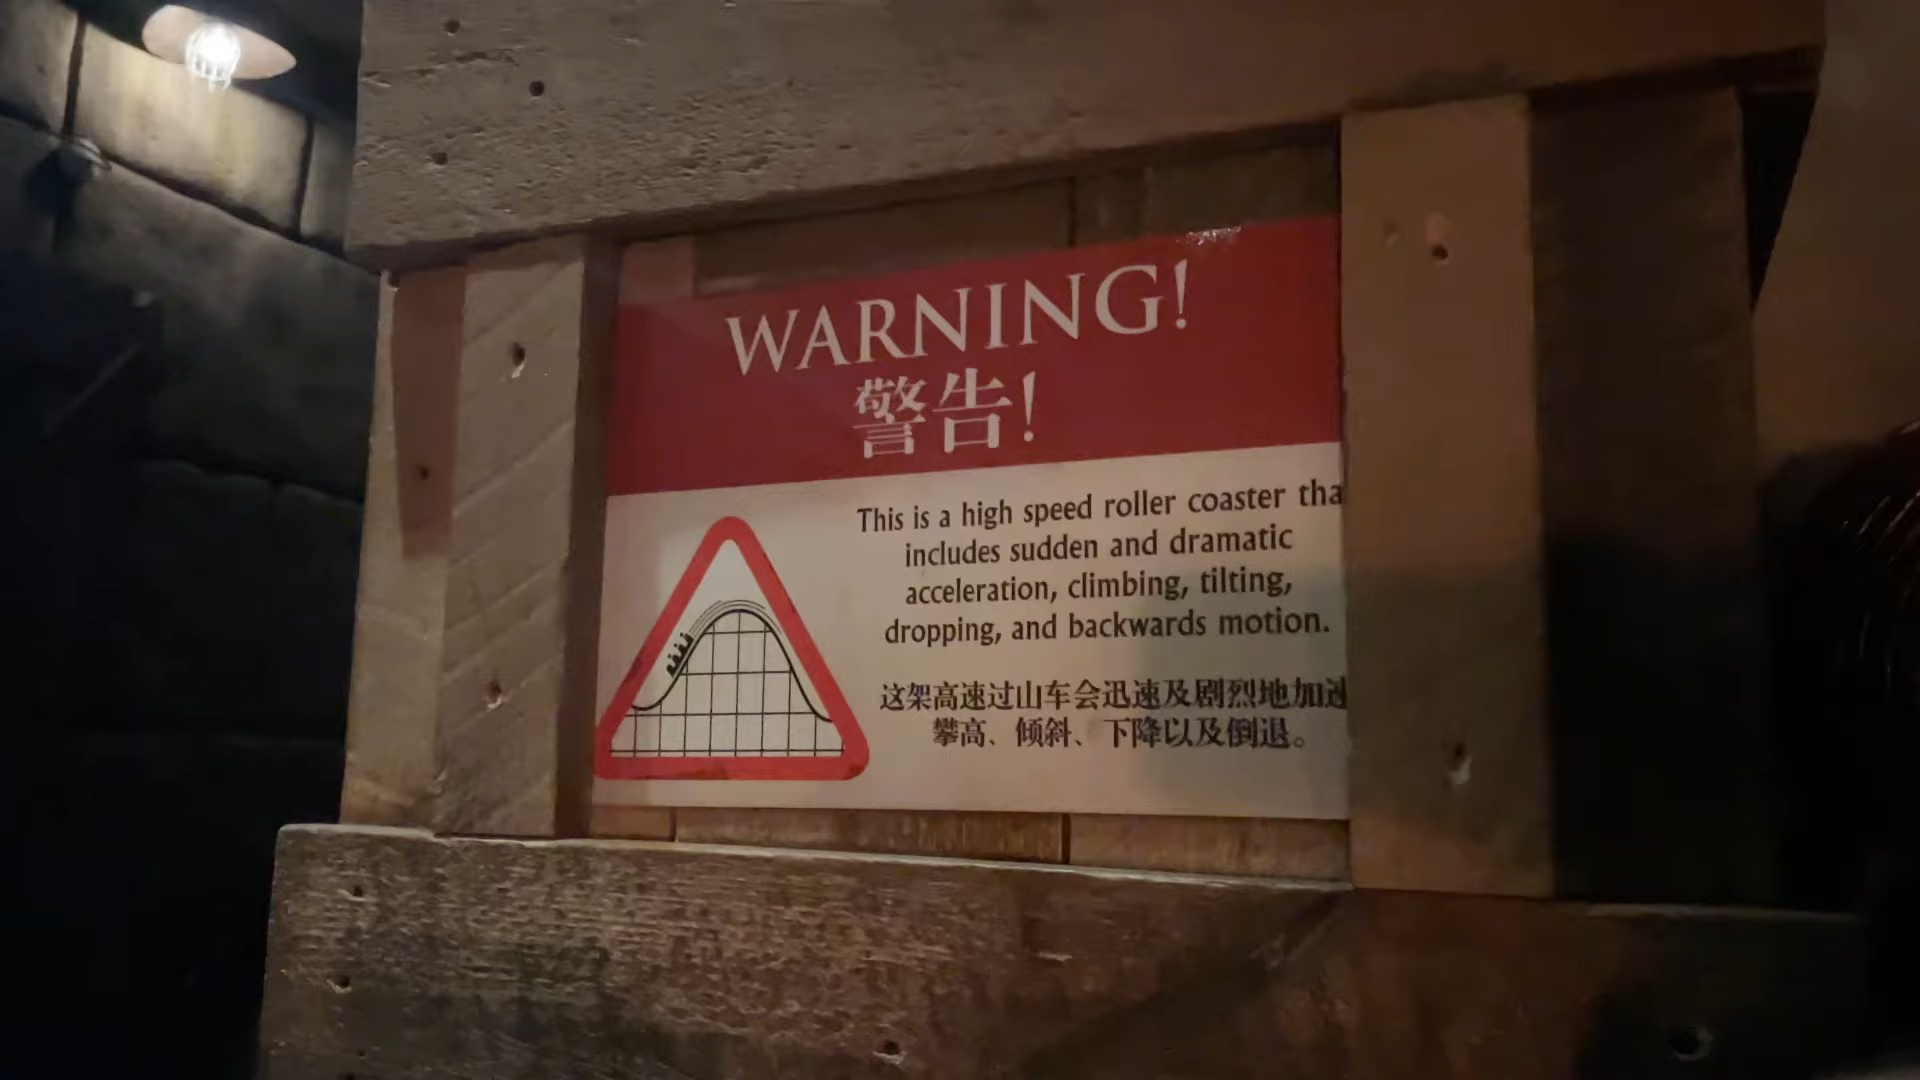 WARNING!
警告!
This is a high speed roller coaster tha
includes sudden and dramatic
acceleration, climbing, tilting,
dropping, and backwards motion.
这架高速过山车会迅速及剧烈地加速
攀高、倾斜、下降以及倒退。